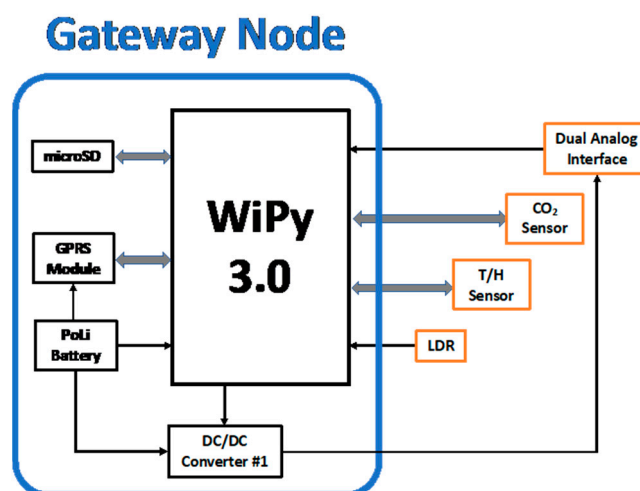 Gateway Node
microSD
WiPy
3.0
Dual Analog
Interface
CO₂
Sensor
GPRS
Module
T/H
Sensor
PoLi
Battery
LDR
DC/DC
Converter #1